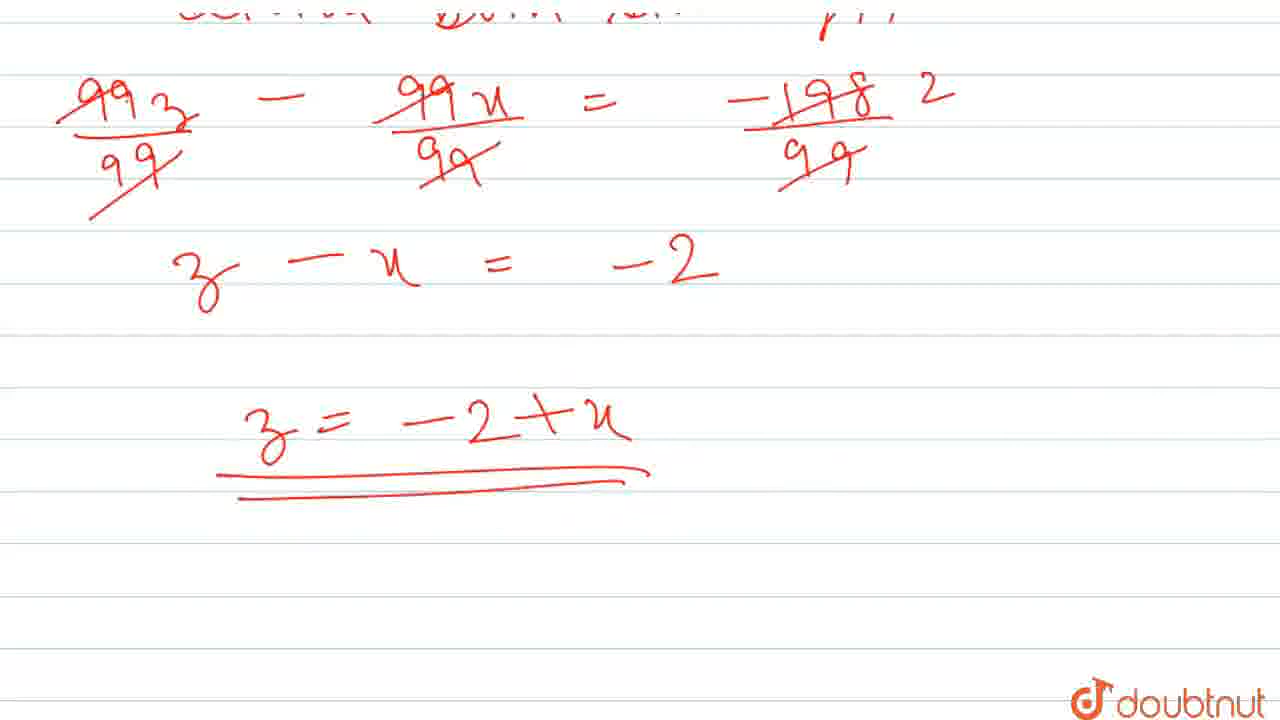 99z/99 - 99x/99 = -198/99 2
z - x = -2
z = -2 + x
doubtnut